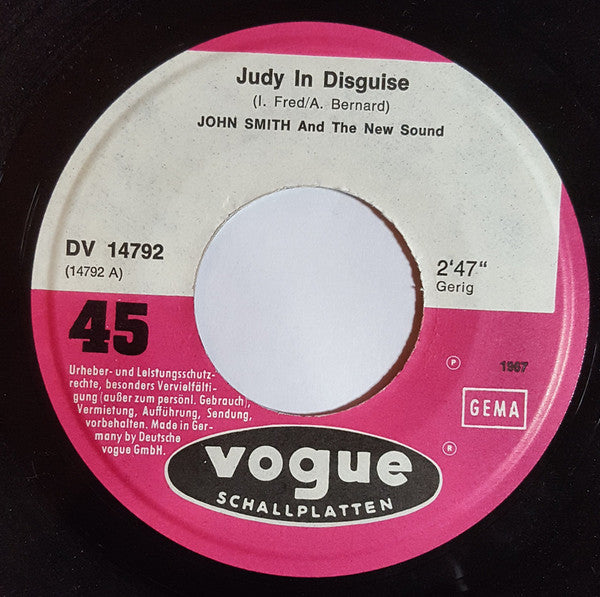 Judy In Disguise
(I. Fred/A. Bernard)
JOHN SMITH And The New Sound
DV 14792
(14792 A)
2'47"
Gerig
45
Urheber- und Leistungsschutz-
rechte, besonders Vervielfälti-
gung (außer zum persönl. Gebrauch),
Vermietung, Aufführung, Sendung,
vorbehalten. Made in Ger-
many by Deutsche
vogue GmbH.
Ⓟ 1967
GEMA
®
vogue
SCHALLPLATTEN